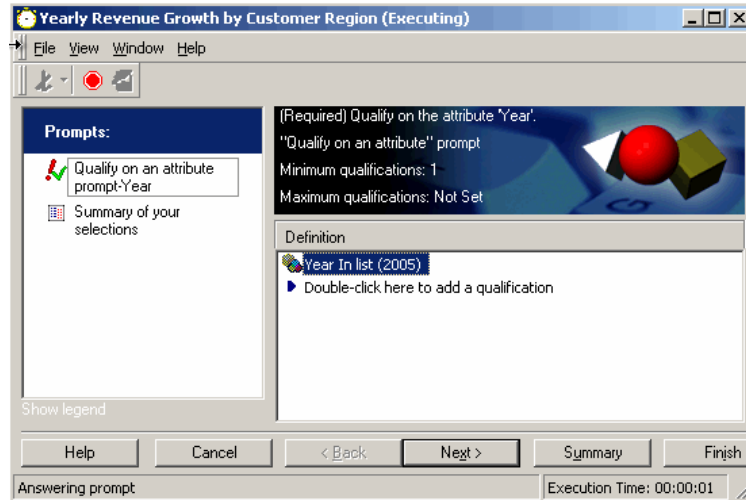 Yearly Revenue Growth by Customer Region (Executing)
File View Window Help
Prompts:
Qualify on an attribute
prompt-Year
Summary of your
selections
Show legend
(Required) Qualify on the attribute 'Year'.
"Qualify on an attribute" prompt
Minimum qualifications: 1
Maximum qualifications: Not Set
Definition
Year In list (2005)
Double-click here to add a qualification
Help Cancel < Back Next > Summary Finish
Answering prompt Execution Time: 00:00:01